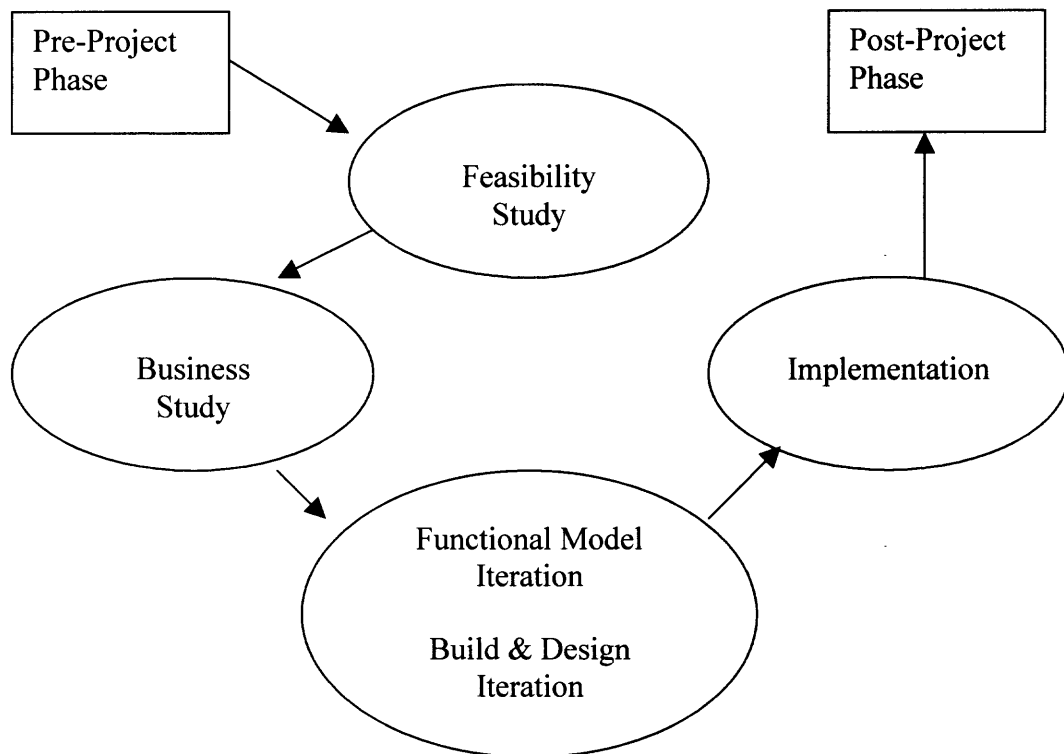 Pre-Project
Phase
Post-Project
Phase
Feasibility
Study
Business
Study
Implementation
Functional Model
Iteration
Build & Design
Iteration